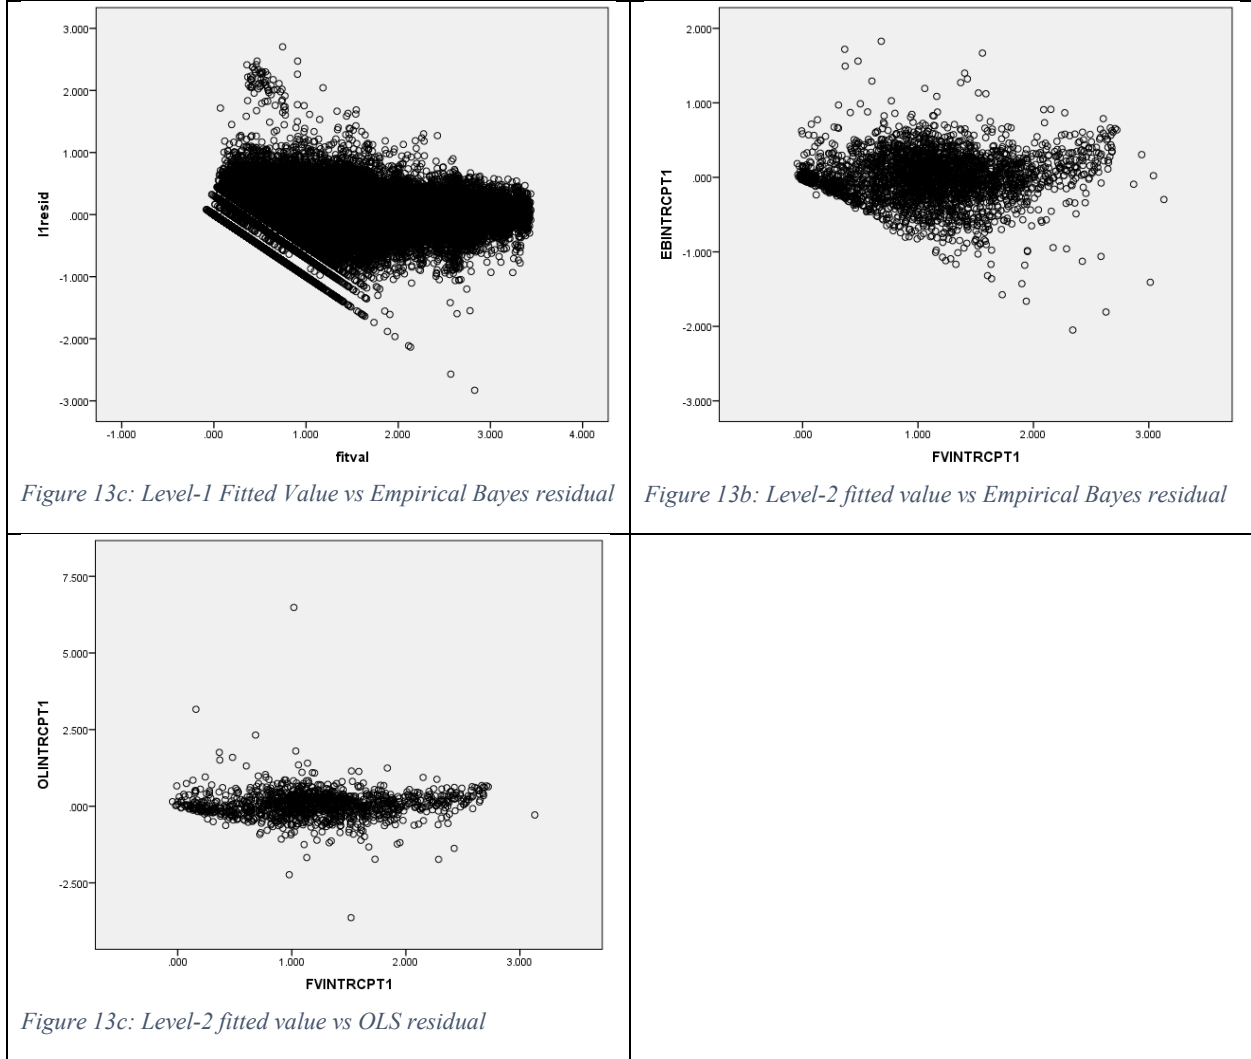 3.000
2.000
1.000
.000
-1.000
-2.000
-3.000
l1resid
-1.000 .000 1.000 2.000 3.000 4.000
fitval
Figure 13c: Level-1 Fitted Value vs Empirical Bayes residual
2.000
1.000
.000
-1.000
-2.000
-3.000
EBINTRCPT1
.000 1.000 2.000 3.000
FVINTRCPT1
Figure 13b: Level-2 fitted value vs Empirical Bayes residual
7.500
5.000
2.500
.000
-2.500
OLINTRCPT1
.000 1.000 2.000 3.000
FVINTRCPT1
Figure 13c: Level-2 fitted value vs OLS residual